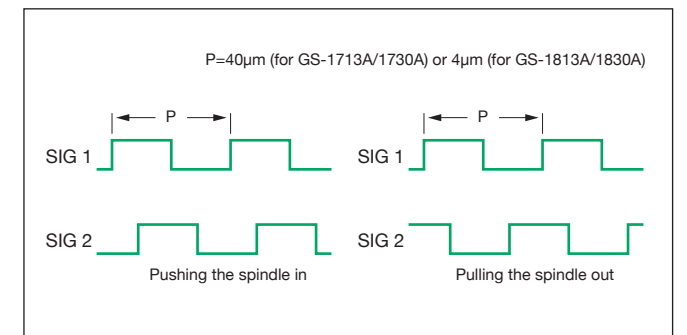 P=40μm (for GS-1713A/1730A) or 4μm (for GS-1813A/1830A)
P
P
SIG 1
SIG 1
SIG 2
SIG 2
Pushing the spindle in
Pulling the spindle out